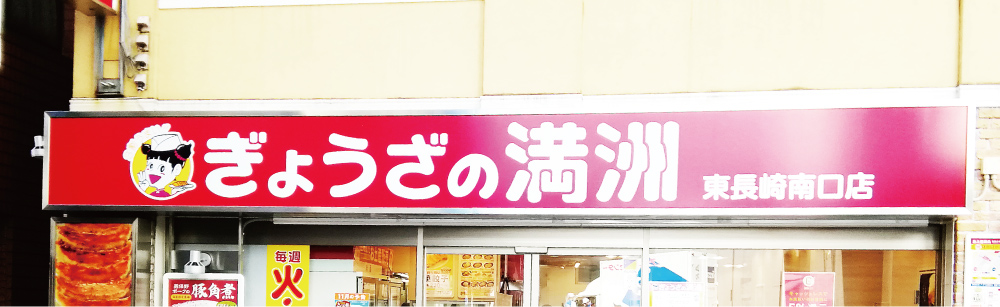 ぎょうざの満洲
東長崎南口店
毎週
火
豚角煮